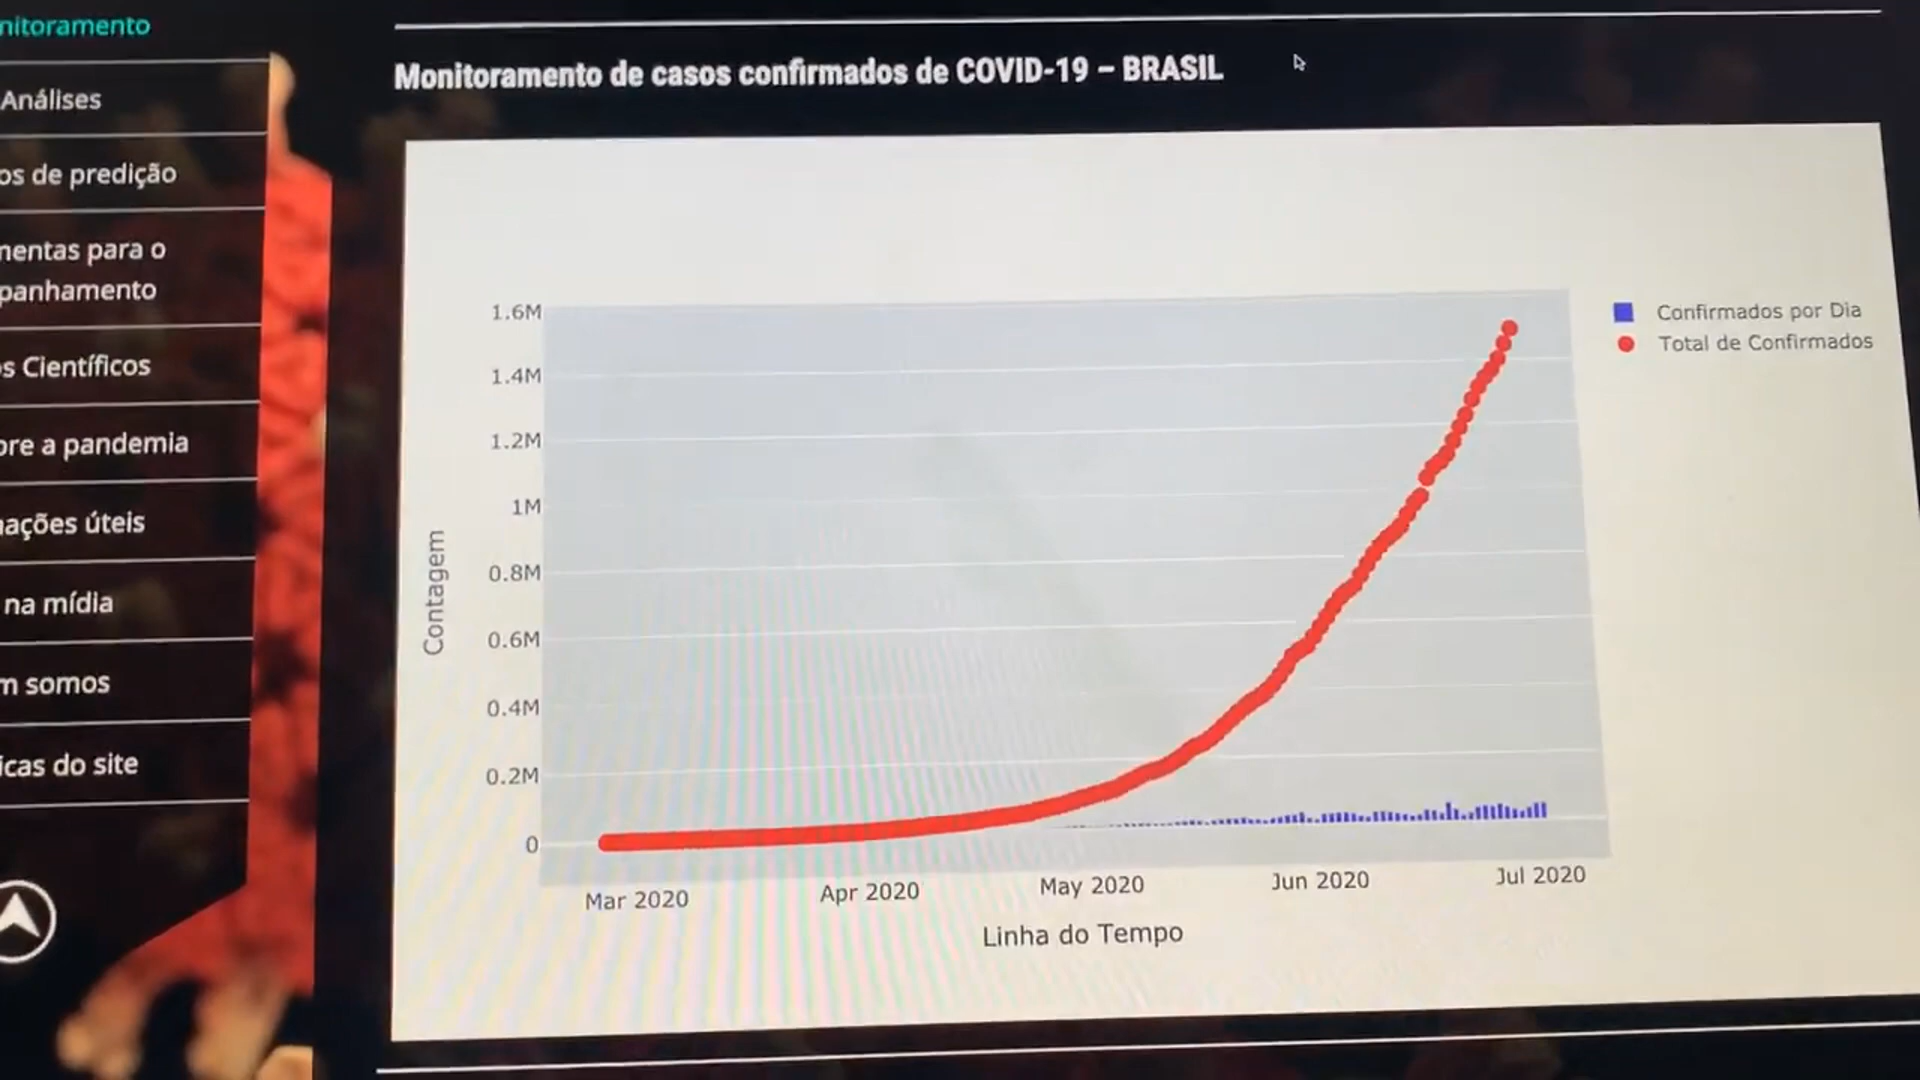 nitoramento
Análises
os de predição
mentas para o
panhamento
s Científicos
bre a pandemia
nações úteis
na mídia
m somos
icas do site
Monitoramento de casos confirmados de COVID-19 – BRASIL
1.6M
1.4M
1.2M
1M
0.8M
0.6M
0.4M
0.2M
0
Contagem
Mar 2020
Apr 2020
May 2020
Jun 2020
Jul 2020
Linha do Tempo
Confirmados por Dia
Total de Confirmados